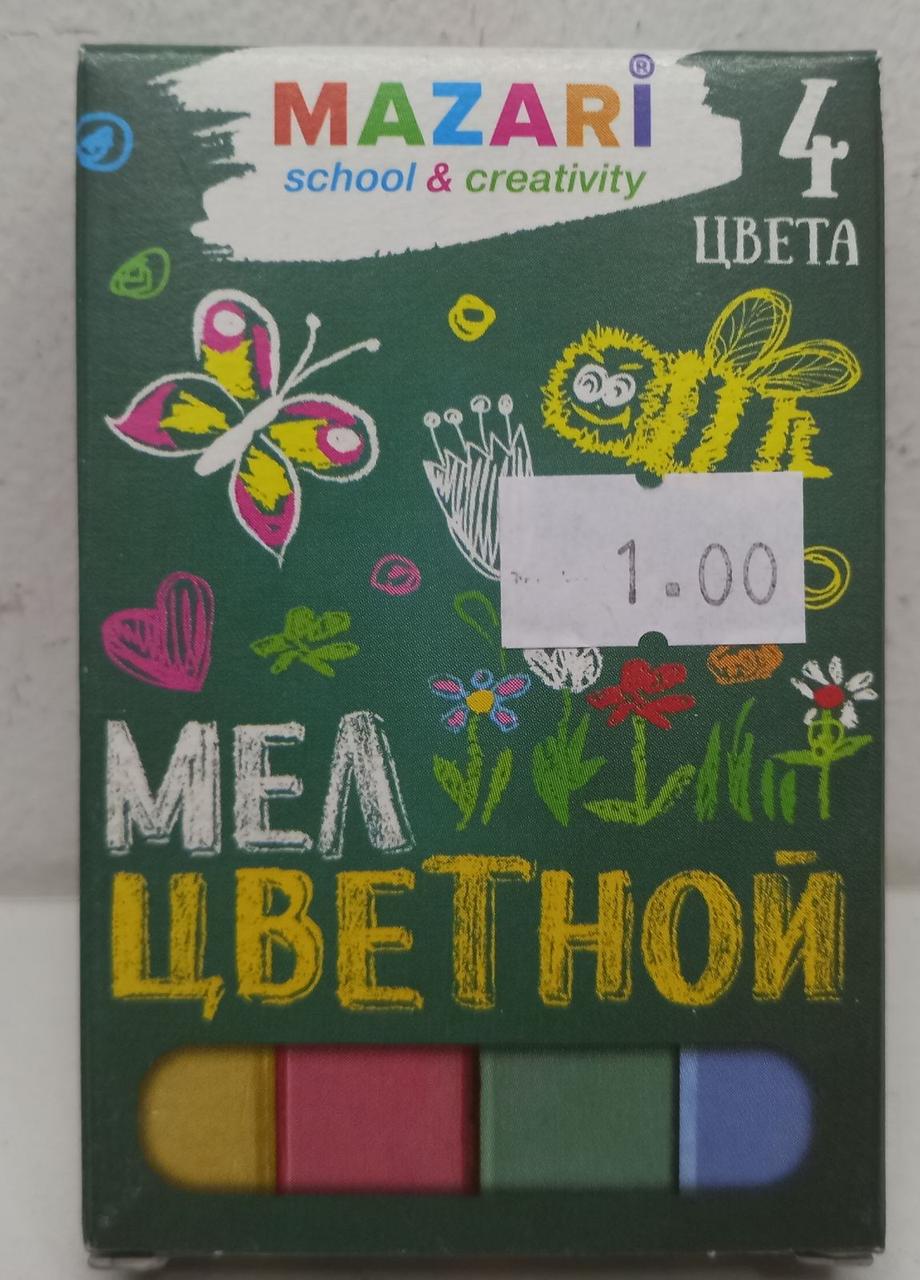 MAZARI®
school & creativity
4
ЦВЕТА
1.00
МЕЛ
ЦВЕТНОЙ